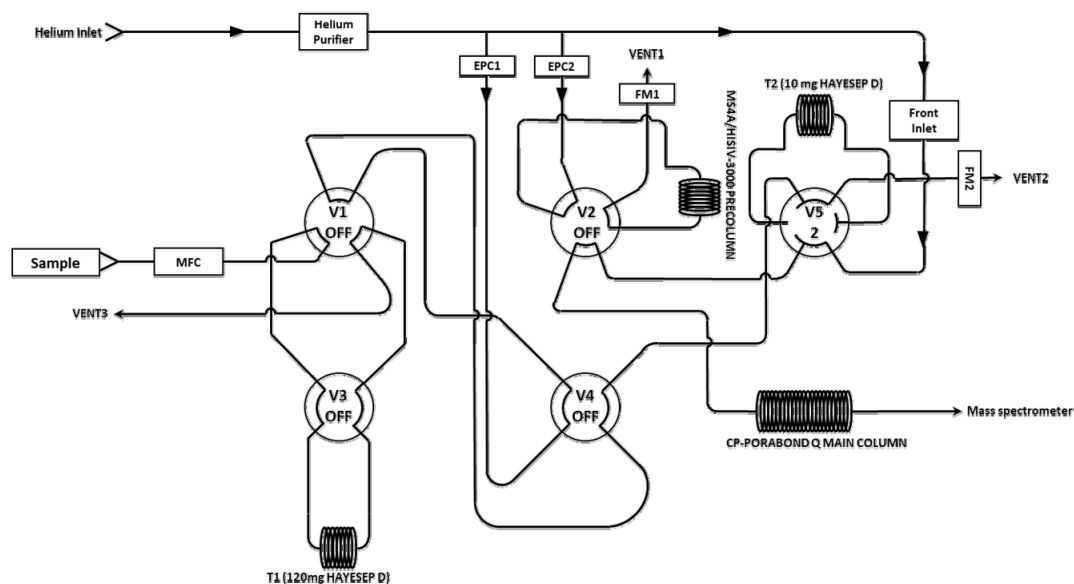 Helium Inlet
Helium
Purifier
EPC1
EPC2
VENT1
FM1
MS4A/HISIV-3000 PRECOLUMN
T2 (10 mg HAYESEP D)
Front
Inlet
FM2
VENT2
V1
OFF
V2
OFF
V5
2
Sample
MFC
VENT3
V3
OFF
V4
OFF
Mass spectrometer
CP-PORABOND Q MAIN COLUMN
T1 (120mg HAYESEP D)